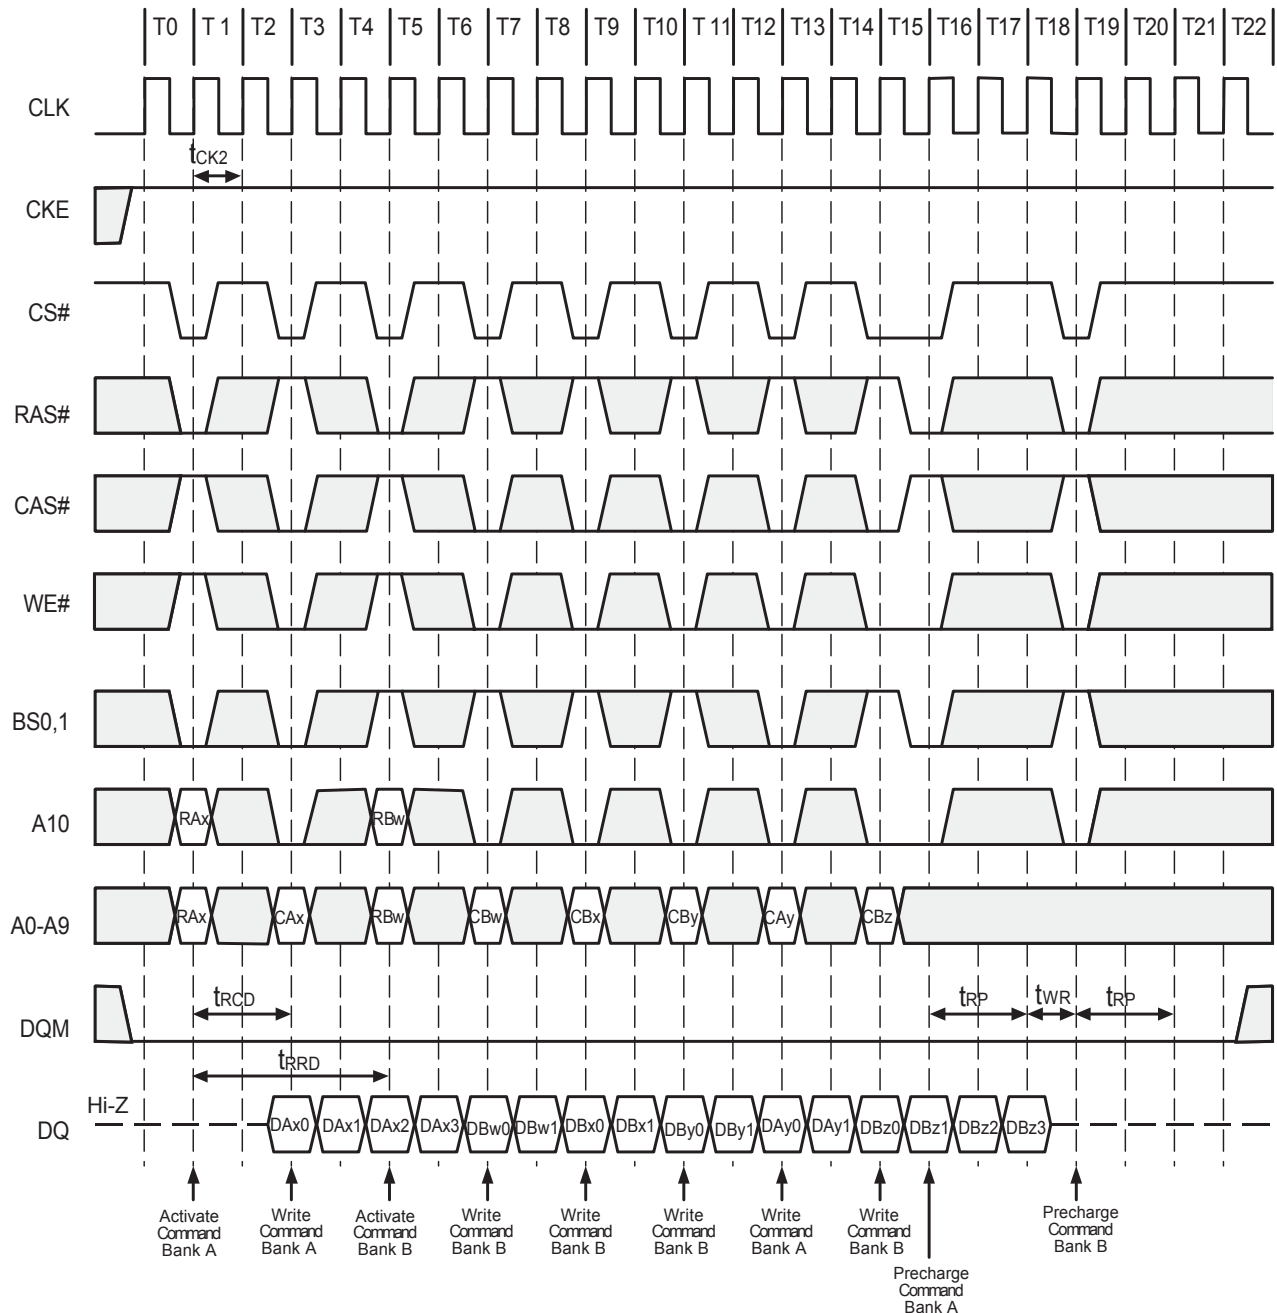 T0 T 1 T2 T3 T4 T5 T6 T7 T8 T9 T10 T 11 T12 T13 T14 T15 T16 T17 T18 T19 T20 T21 T22
CLK
tCK2
CKE
CS#
RAS#
CAS#
WE#
BS0,1
A10
RAx RBw
A0-A9
RAx CAx RBw CBw CBx CBy CAy CBz
DQM
tRCD tRP tWR tRP
tRRD
Hi-Z
DQ
DAx0 DAx1 DAx2 DAx3 DBw0 DBw1 DBx0 DBx1 DBy0 DBy1 DAy0 DAy1 DBz0 DBz1 DBz2 DBz3
Activate
Command
Bank A
Write
Command
Bank A
Activate
Command
Bank B
Write
Command
Bank B
Write
Command
Bank B
Write
Command
Bank B
Write
Command
Bank A
Write
Command
Bank B
Precharge
Command
Bank A
Precharge
Command
Bank B